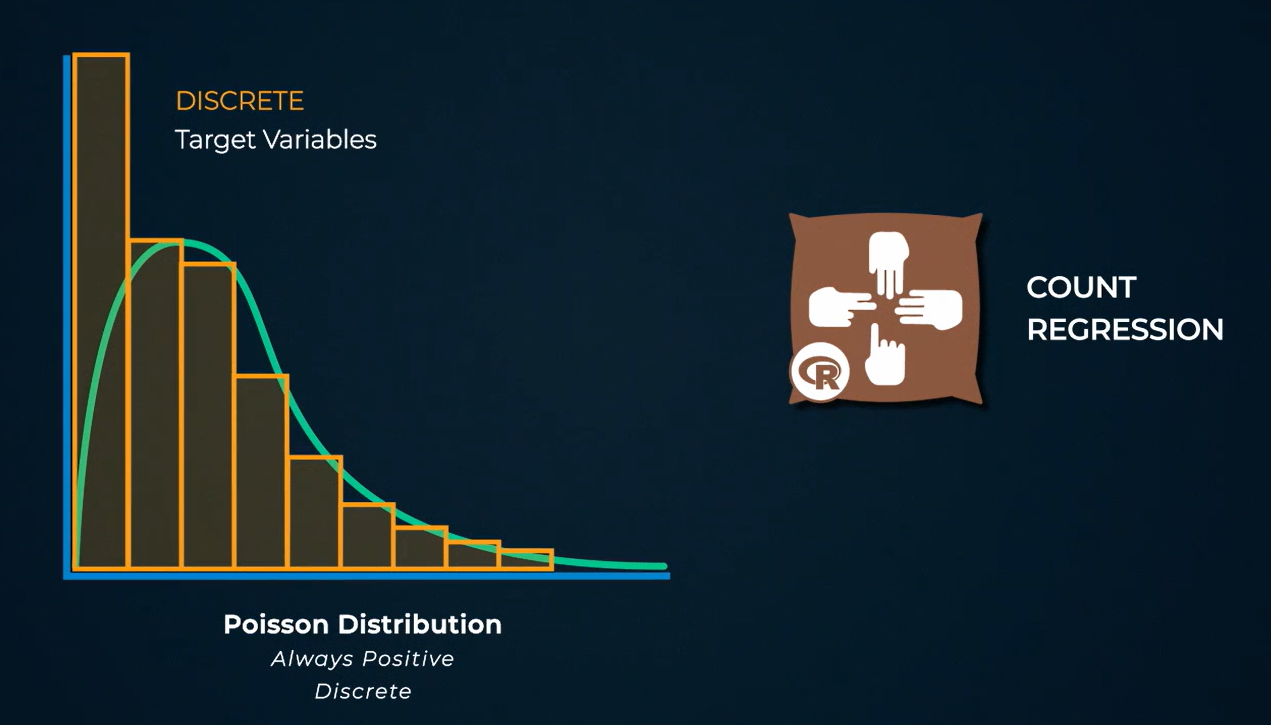 DISCRETE
Target Variables
COUNT
REGRESSION
R
Poisson Distribution
Always Positive
Discrete